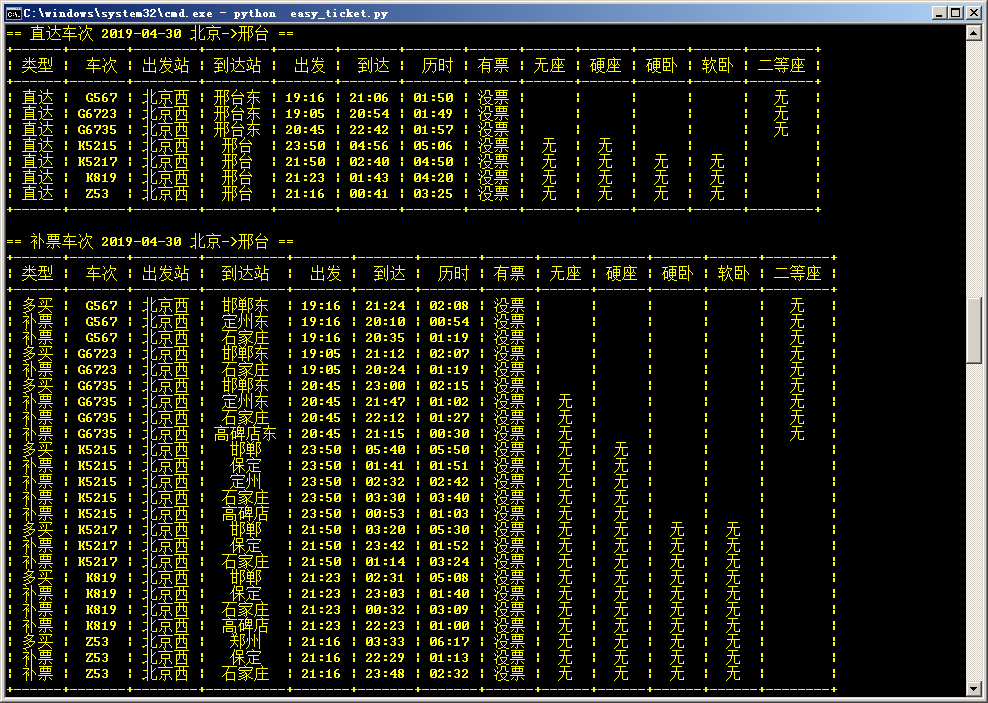 C:\windows\system32\cmd.exe - python  easy_ticket.py
== 直达车次 2019-04-30 北京->邢台 ==
| 类型 | 车次 | 出发站 | 到达站 | 出发 | 到达 | 历时 | 有票 | 无座 | 硬座 | 硬卧 | 软卧 | 二等座 |
| 直达 | G567 | 北京西 | 邢台东 | 19:16 | 21:06 | 01:50 | 没票 | | | | | 无 |
| 直达 | G6723 | 北京西 | 邢台东 | 19:05 | 20:54 | 01:49 | 没票 | | | | | 无 |
| 直达 | G6735 | 北京西 | 邢台东 | 20:45 | 22:42 | 01:57 | 没票 | | | | | 无 |
| 直达 | K5215 | 北京西 | 邢台 | 23:50 | 04:56 | 05:06 | 没票 | 无 | 无 | | | |
| 直达 | K5217 | 北京西 | 邢台 | 21:50 | 02:40 | 04:50 | 没票 | 无 | 无 | 无 | 无 | |
| 直达 | K819 | 北京西 | 邢台 | 21:23 | 01:43 | 04:20 | 没票 | 无 | 无 | 无 | 无 | |
| 直达 | Z53 | 北京西 | 邢台 | 21:16 | 00:41 | 03:25 | 没票 | 无 | 无 | 无 | 无 | |
== 补票车次 2019-04-30 北京->邢台 ==
| 类型 | 车次 | 出发站 | 到达站 | 出发 | 到达 | 历时 | 有票 | 无座 | 硬座 | 硬卧 | 软卧 | 二等座 |
| 多买 | G567 | 北京西 | 邯郸东 | 19:16 | 21:24 | 02:08 | 没票 | | | | | 无 |
| 补票 | G567 | 北京西 | 定州东 | 19:16 | 20:10 | 00:54 | 没票 | | | | | 无 |
| 补票 | G567 | 北京西 | 石家庄 | 19:16 | 20:35 | 01:19 | 没票 | | | | | 无 |
| 多买 | G6723 | 北京西 | 邯郸东 | 19:05 | 21:12 | 02:07 | 没票 | | | | | 无 |
| 补票 | G6723 | 北京西 | 石家庄 | 19:05 | 20:24 | 01:19 | 没票 | | | | | 无 |
| 多买 | G6735 | 北京西 | 邯郸东 | 20:45 | 23:00 | 02:15 | 没票 | | | | | 无 |
| 补票 | G6735 | 北京西 | 定州东 | 20:45 | 21:47 | 01:02 | 没票 | 无 | | | | 无 |
| 补票 | G6735 | 北京西 | 石家庄 | 20:45 | 22:12 | 01:27 | 没票 | 无 | | | | 无 |
| 补票 | G6735 | 北京西 | 高碑店东 | 20:45 | 21:15 | 00:30 | 没票 | 无 | | | | 无 |
| 多买 | K5215 | 北京西 | 邯郸 | 23:50 | 05:40 | 05:50 | 没票 | 无 | 无 | | | |
| 补票 | K5215 | 北京西 | 保定 | 23:50 | 01:41 | 01:51 | 没票 | 无 | 无 | | | |
| 补票 | K5215 | 北京西 | 定州 | 23:50 | 02:32 | 02:42 | 没票 | 无 | 无 | | | |
| 补票 | K5215 | 北京西 | 石家庄 | 23:50 | 03:30 | 03:40 | 没票 | 无 | 无 | | | |
| 补票 | K5215 | 北京西 | 高碑店 | 23:50 | 00:53 | 01:03 | 没票 | 无 | 无 | | | |
| 多买 | K5217 | 北京西 | 邯郸 | 21:50 | 03:20 | 05:30 | 没票 | 无 | 无 | 无 | 无 | |
| 补票 | K5217 | 北京西 | 保定 | 21:50 | 23:42 | 01:52 | 没票 | 无 | 无 | 无 | 无 | |
| 补票 | K5217 | 北京西 | 石家庄 | 21:50 | 01:14 | 03:24 | 没票 | 无 | 无 | 无 | 无 | |
| 多买 | K819 | 北京西 | 邯郸 | 21:23 | 02:31 | 05:08 | 没票 | 无 | 无 | 无 | 无 | |
| 补票 | K819 | 北京西 | 保定 | 21:23 | 23:03 | 01:40 | 没票 | 无 | 无 | 无 | 无 | |
| 补票 | K819 | 北京西 | 石家庄 | 21:23 | 00:32 | 03:09 | 没票 | 无 | 无 | 无 | 无 | |
| 补票 | K819 | 北京西 | 高碑店 | 21:23 | 22:23 | 01:00 | 没票 | 无 | 无 | 无 | 无 | |
| 多买 | Z53 | 北京西 | 郑州 | 21:16 | 03:33 | 06:17 | 没票 | 无 | 无 | 无 | 无 | |
| 补票 | Z53 | 北京西 | 保定 | 21:16 | 22:29 | 01:13 | 没票 | 无 | 无 | 无 | 无 | |
| 补票 | Z53 | 北京西 | 石家庄 | 21:16 | 23:48 | 02:32 | 没票 | 无 | 无 | 无 | 无 | |